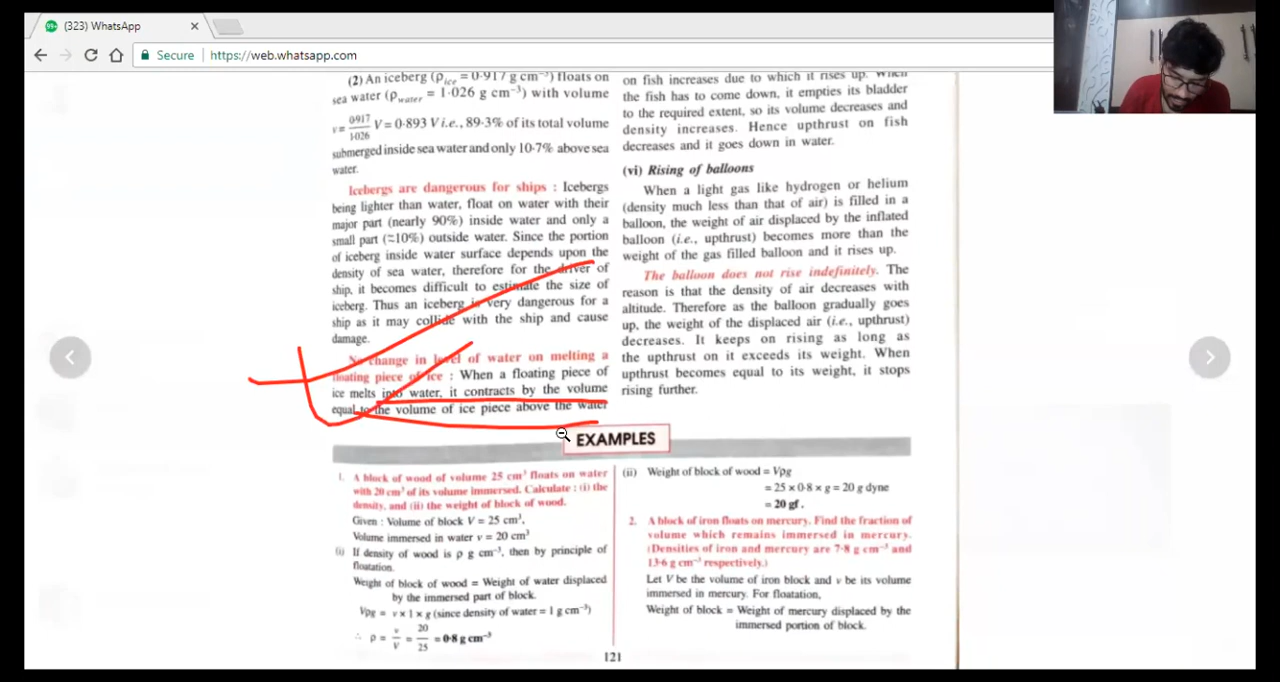 (323) WhatsApp
Secure
https://web.whatsapp.com
(2) An iceberg (ρice = 0·917 g cm⁻³) floats on
sea water (ρwater = 1·026 g cm⁻³) with volume
v = 0·917/1·026 V = 0·893 V i.e., 89·3% of its total volume
submerged inside sea water and only 10·7% above sea
water.
Icebergs are dangerous for ships : Icebergs
being lighter than water, float on water with their
major part (nearly 90%) inside water and only a
small part (≈10%) outside water. Since the portion
of iceberg inside water surface depends upon the
density of sea water, therefore for the driver of
ship, it becomes difficult to estimate the size of
iceberg. Thus an iceberg is very dangerous for a
ship as it may collide with the ship and cause
damage.
No change in level of water on melting a
floating piece of ice : When a floating piece of
ice melts into water, it contracts by the volume
equal to the volume of ice piece above the water
on fish increases due to which it rises up. When
the fish has to come down, it empties its bladder
to the required extent, so its volume decreases and
density increases. Hence upthrust on fish
decreases and it goes down in water.
(vi) Rising of balloons
When a light gas like hydrogen or helium
(density much less than that of air) is filled in a
balloon, the weight of air displaced by the inflated
balloon (i.e., upthrust) becomes more than the
weight of the gas filled balloon and it rises up.
The balloon does not rise indefinitely. The
reason is that the density of air decreases with
altitude. Therefore as the balloon gradually goes
up, the weight of the displaced air (i.e., upthrust)
decreases. It keeps on rising as long as
the upthrust on it exceeds its weight. When
upthrust becomes equal to its weight, it stops
rising further.
EXAMPLES
1. A block of wood of volume 25 cm³ floats on water
with 20 cm³ of its volume immersed. Calculate : (i) the
density, and (ii) the weight of block of wood.
Given : Volume of block V = 25 cm³,
Volume immersed in water v = 20 cm³
(i) If density of wood is ρ g cm⁻³, then by principle of
floatation.
Weight of block of wood = Weight of water displaced
by the immersed part of block.
Vρg = v × 1 × g (since density of water = 1 g cm⁻³)
∴ ρ = v/V = 20/25 = 0·8 g cm⁻³
(ii) Weight of block of wood = Vρg
= 25 × 0·8 × g = 20 g dyne
= 20 gf.
2. A block of iron floats on mercury. Find the fraction of
volume which remains immersed in mercury.
(Densities of iron and mercury are 7·8 g cm⁻³ and
13·6 g cm⁻³ respectively.)
Let V be the volume of iron block and v be its volume
immersed in mercury. For floatation,
Weight of block = Weight of mercury displaced by the
immersed portion of block.
121